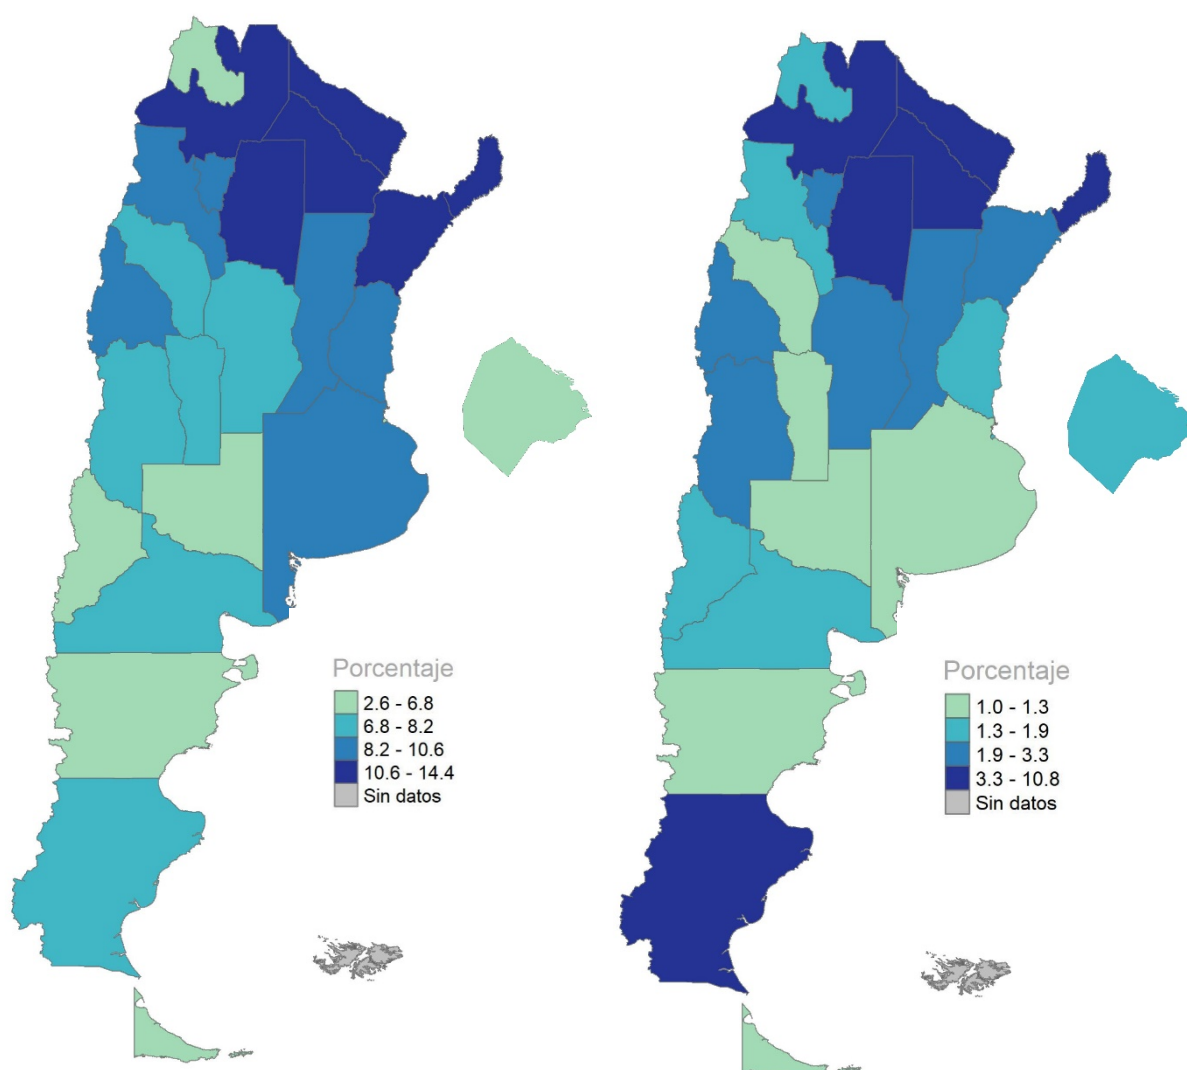 Porcentaje
2.6 - 6.8
6.8 - 8.2
8.2 - 10.6
10.6 - 14.4
Sin datos
Porcentaje
1.0 - 1.3
1.3 - 1.9
1.9 - 3.3
3.3 - 10.8
Sin datos